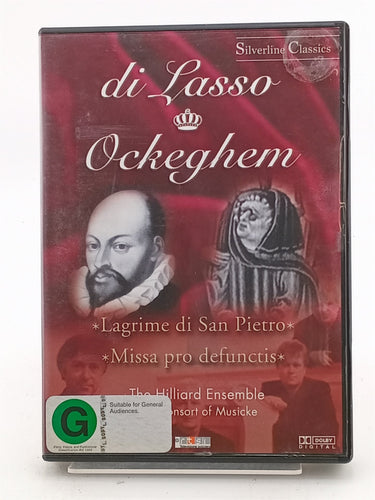 Silverline Classics
di Lasso
Ockeghem
*Lagrime di San Pietro*
*Missa pro defunctis*
The Hilliard Ensemble
onsort of Musicke
G
Suitable for General
Audiences.
DOLBY
DIGITAL